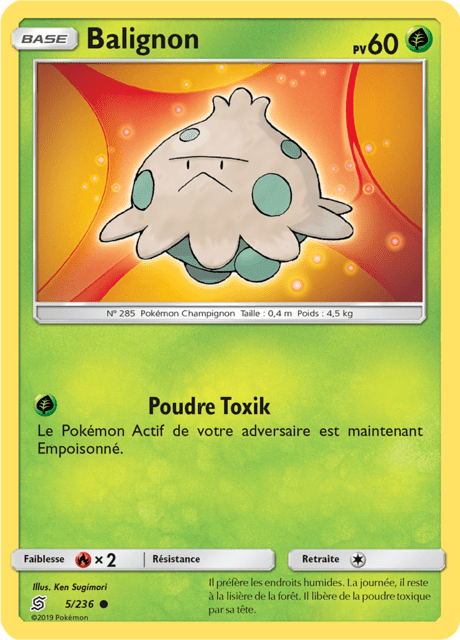 BASE Balignon PV60
N° 285 Pokémon Champignon Taille : 0,4 m Poids : 4,5 kg
Poudre Toxik
Le Pokémon Actif de votre adversaire est maintenant
Empoisonné.
Faiblesse ×2 Résistance Retraite
Illus. Ken Sugimori
5/236
©2019 Pokémon
Il préfère les endroits humides. La journée, il reste
à la lisière de la forêt. Il libère de la poudre toxique
par sa tête.